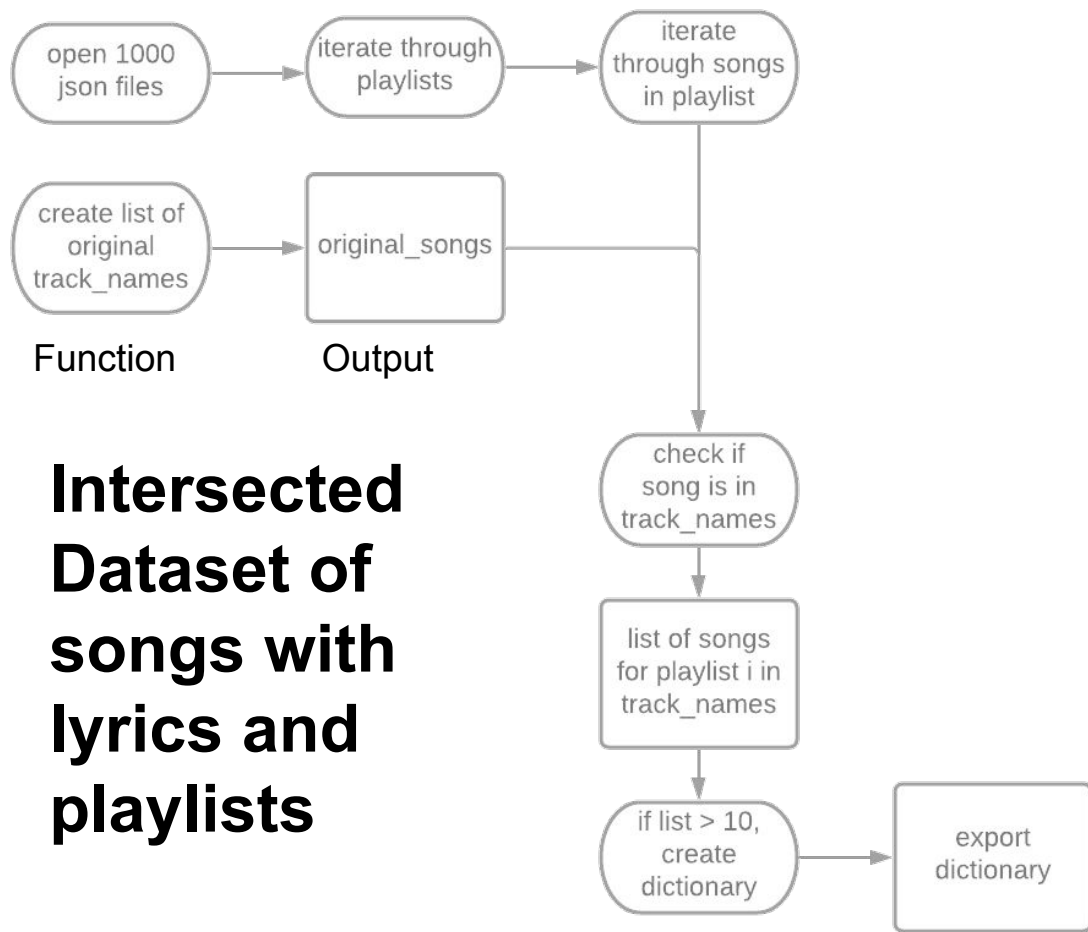 open 1000
json files
iterate through
playlists
iterate
through songs
in playlist
create list of
original
track_names
original_songs
Function
Output
Intersected
Dataset of
songs with
lyrics and
playlists
check if
song is in
track_names
list of songs
for playlist i in
track_names
if list > 10,
create
dictionary
export
dictionary